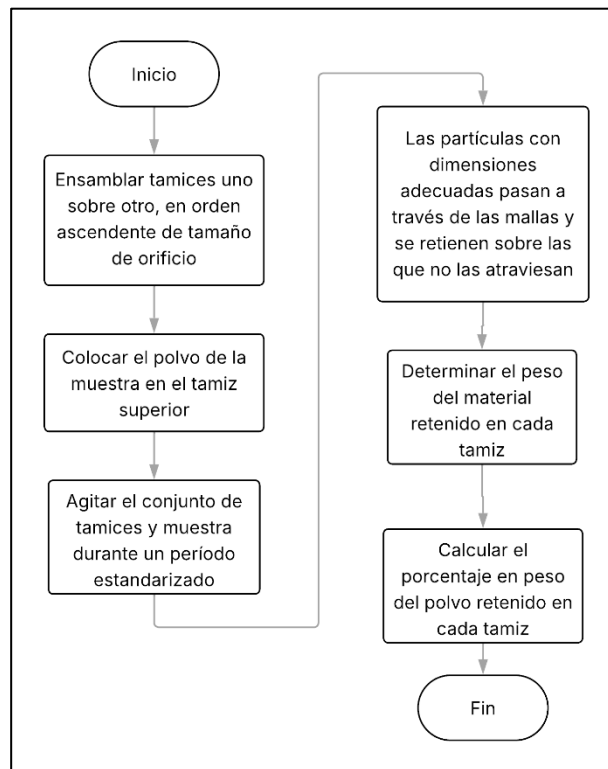 Inicio
Ensamblar tamices uno
sobre otro, en orden
ascendente de tamaño
de orificio
Colocar el polvo de la
muestra en el tamiz
superior
Agitar el conjunto de
tamices y muestra
durante un período
estandarizado
Las partículas con
dimensiones
adecuadas pasan a
través de las mallas y
se retienen sobre las
que no las atraviesan
Determinar el peso
del material
retenido en cada
tamiz
Calcular el
porcentaje en peso
del polvo retenido en
cada tamiz
Fin